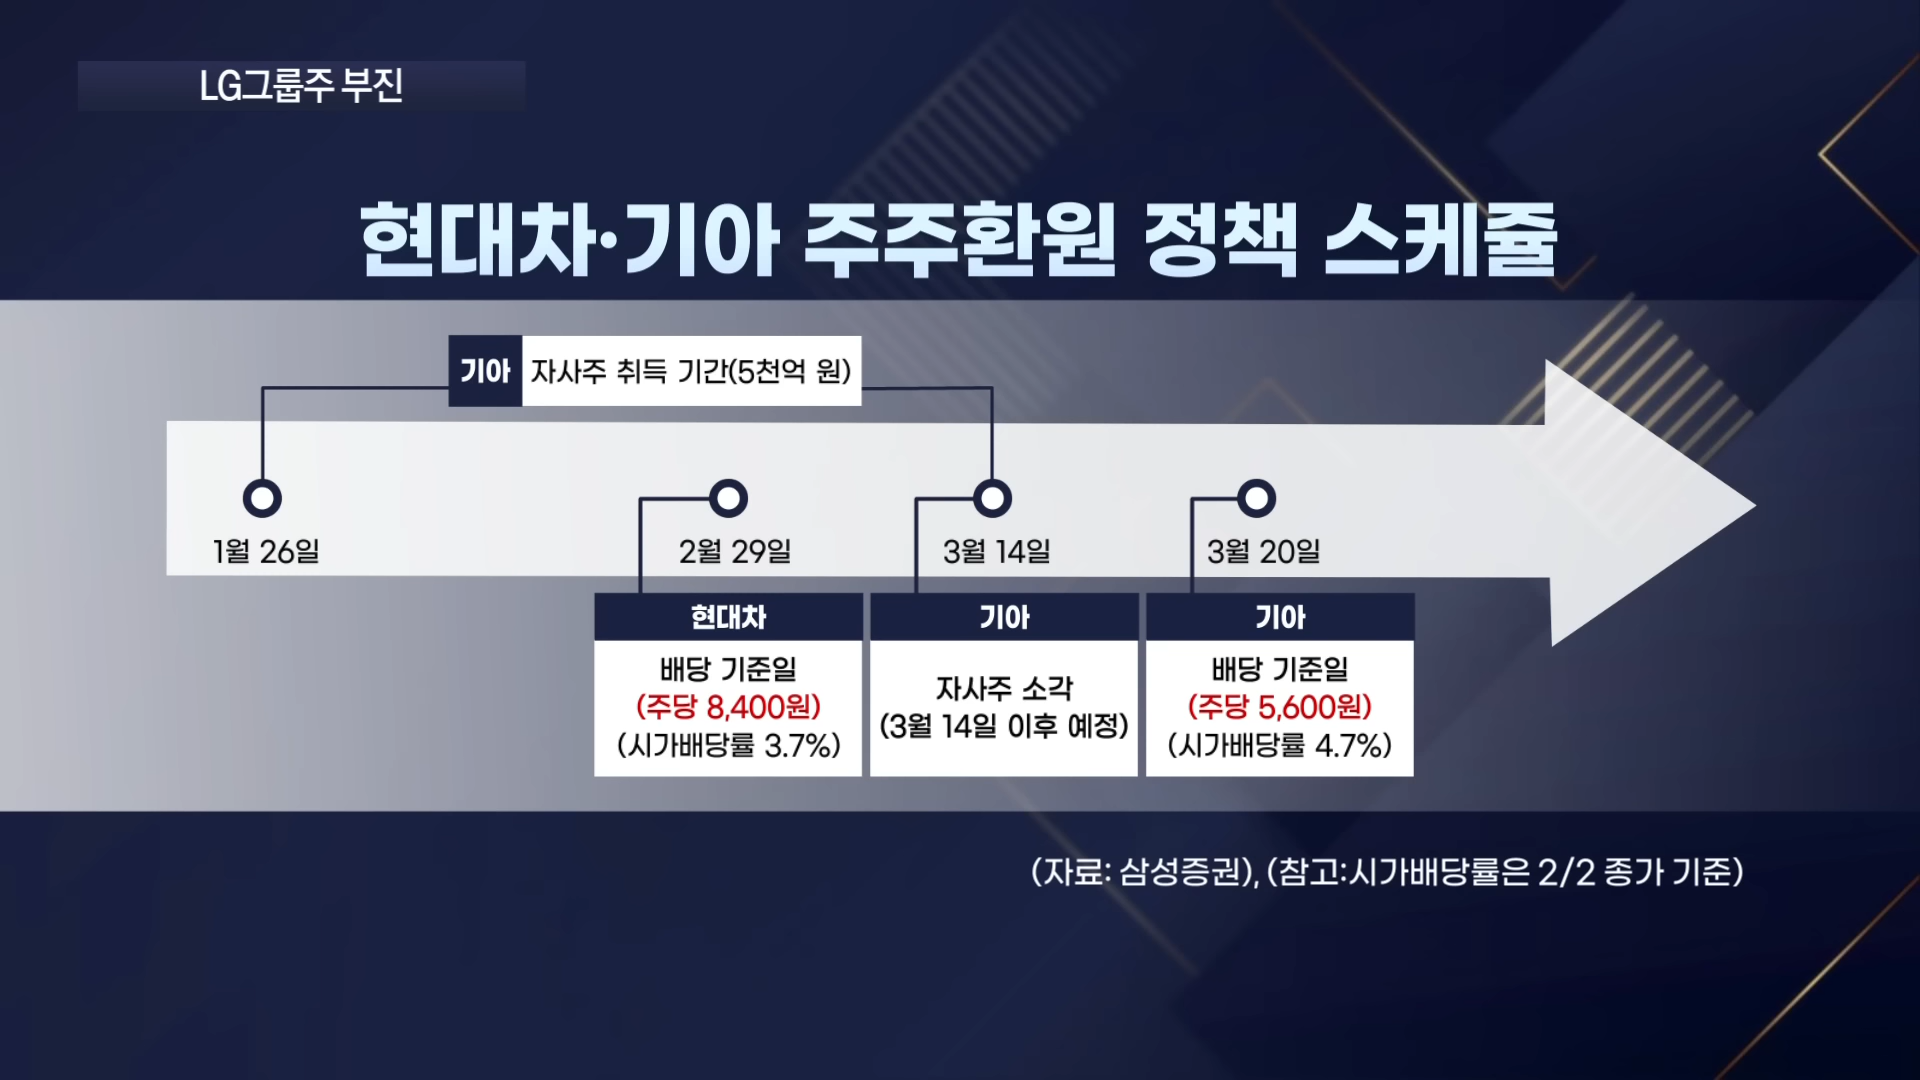 LG그룹주 부진
현대차·기아 주주환원 정책 스케쥴
기아 자사주 취득 기간(5천억 원)
1월 26일
2월 29일
3월 14일
3월 20일
현대차
배당 기준일
(주당 8,400원)
(시가배당률 3.7%)
기아
자사주 소각
(3월 14일 이후 예정)
기아
배당 기준일
(주당 5,600원)
(시가배당률 4.7%)
(자료: 삼성증권), (참고:시가배당률은 2/2 종가 기준)